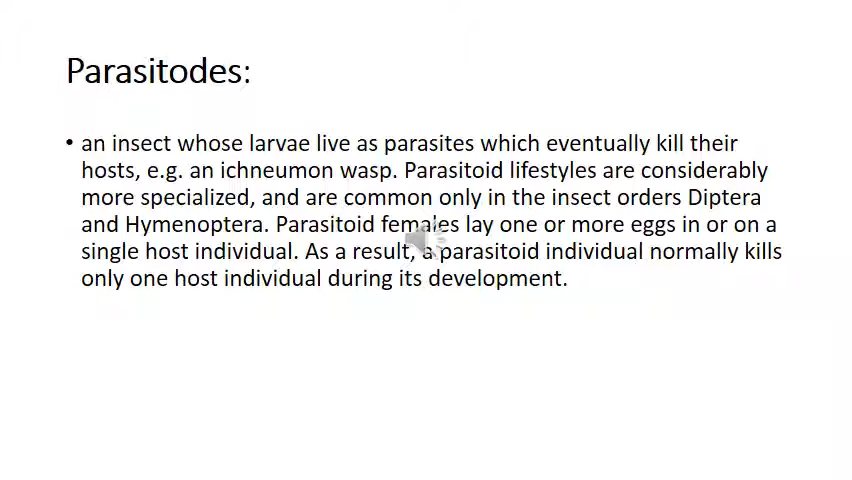 Parasitodes:
• an insect whose larvae live as parasites which eventually kill their
hosts, e.g. an ichneumon wasp. Parasitoid lifestyles are considerably
more specialized, and are common only in the insect orders Diptera
and Hymenoptera. Parasitoid females lay one or more eggs in or on a
single host individual. As a result, a parasitoid individual normally kills
only one host individual during its development.